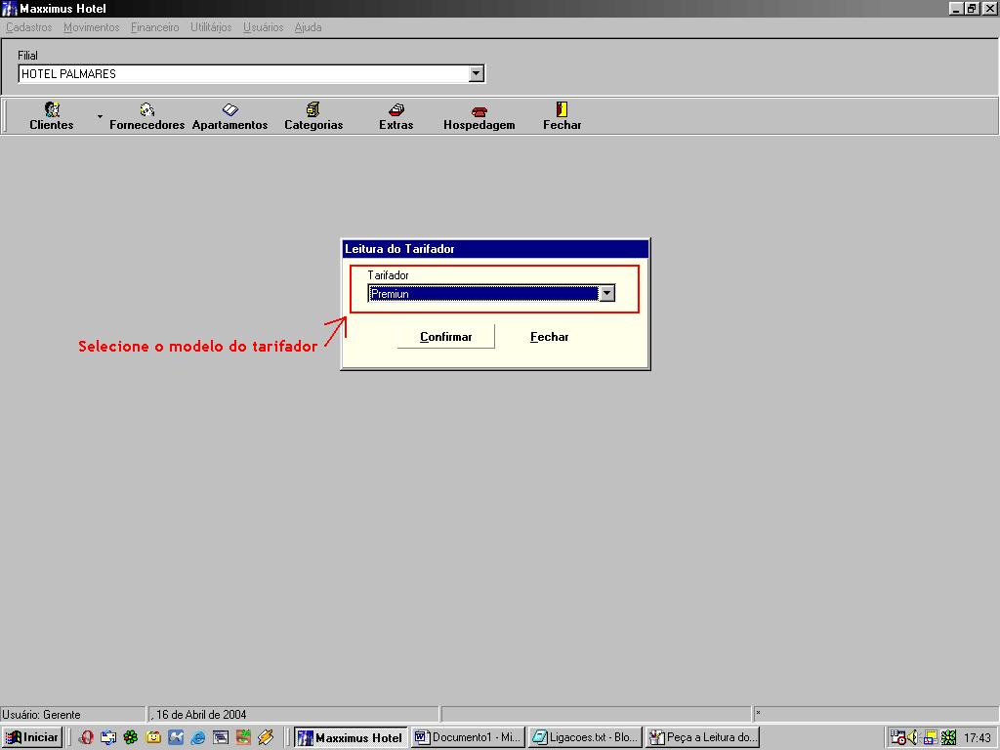 Maxximus Hotel
Cadastros Movimentos Financeiro Utilitários Usuários Ajuda
Filial
HOTEL PALMARES
Clientes Fornecedores Apartamentos Categorias Extras Hospedagem Fechar
Leitura do Tarifador
Tarifador
Premiun
Selecione o modelo do tarifador
Confirmar Fechar
Usuário: Gerente , 16 de Abril de 2004 *
Iniciar Maxximus Hotel Documento1 - Mi... Ligacoes.txt - Blo... Peça a Leitura do... 17:43